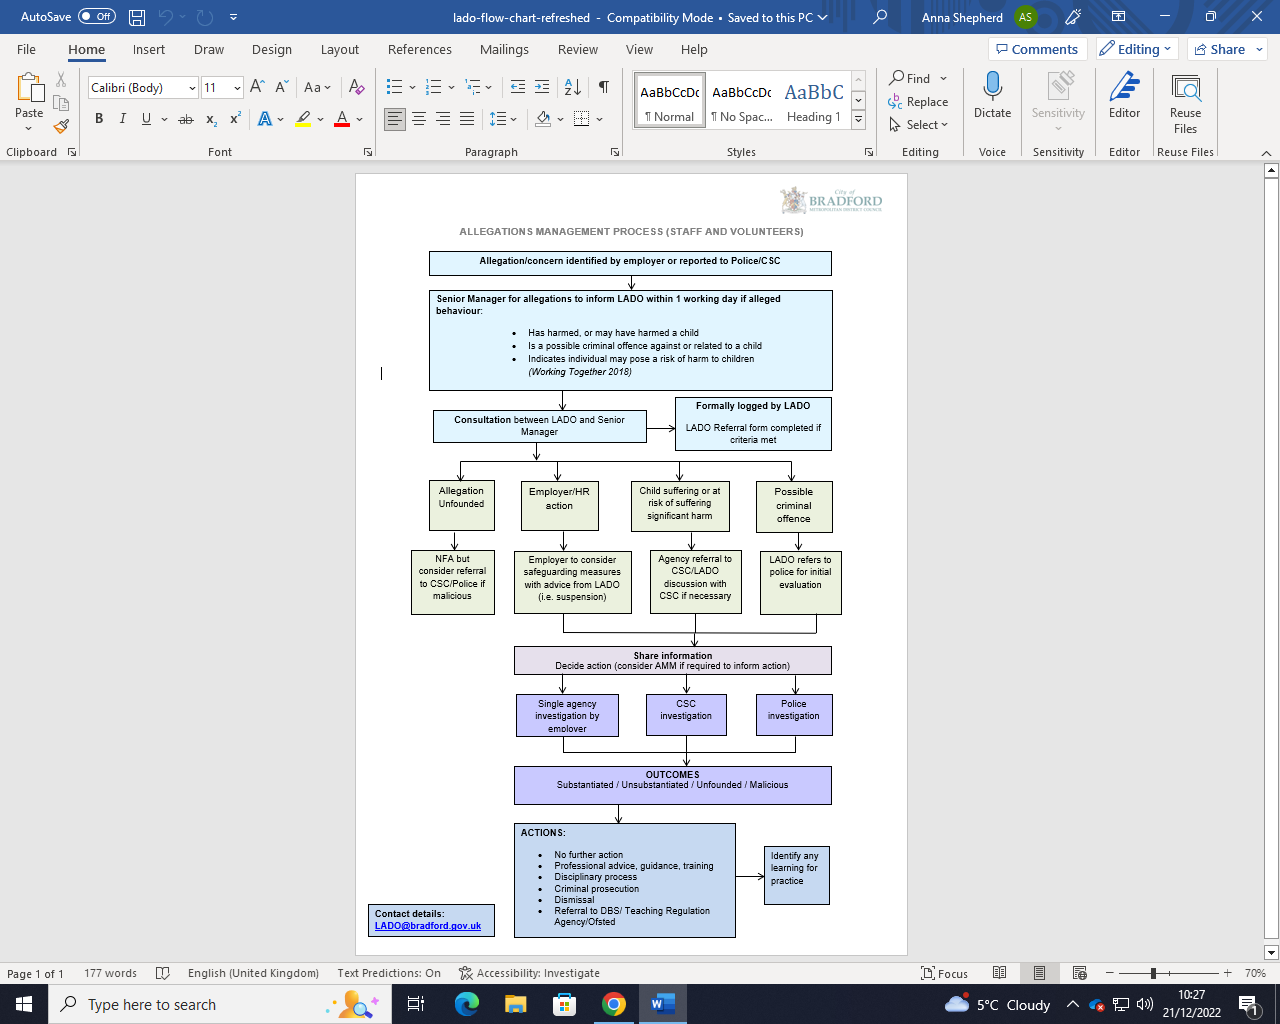 AutoSave Off
lado-flow-chart-refreshed - Compatibility Mode • Saved to this PC
Anna Shepherd AS
File Home Insert Draw Design Layout References Mailings Review View Help
Comments Editing Share
Paste
Calibri (Body) 11
B I U ab x2 x2 A A
AaBbCcDc AaBbCcDc AaBbC
¶ Normal ¶ No Spac... Heading 1
Find
Replace
Select
Dictate
Sensitivity
Editor
Reuse
Files
Clipboard Font Paragraph Styles Editing Voice Sensitivity Editor Reuse Files
City of
BRADFORD
METROPOLITAN DISTRICT COUNCIL
ALLEGATIONS MANAGEMENT PROCESS (STAFF AND VOLUNTEERS)
Allegation/concern identified by employer or reported to Police/CSC
Senior Manager for allegations to inform LADO within 1 working day if alleged
behaviour:
• Has harmed, or may have harmed a child
• Is a possible criminal offence against or related to a child
• Indicates individual may pose a risk of harm to children
(Working Together 2018)
Consultation between LADO and Senior
Manager
Formally logged by LADO
LADO Referral form completed if
criteria met
Allegation
Unfounded
Employer/HR
action
Child suffering or at
risk of suffering
significant harm
Possible
criminal
offence
NFA but
consider referral
to CSC/Police if
malicious
Employer to consider
safeguarding measures
with advice from LADO
(i.e. suspension)
Agency referral to
CSC/LADO
discussion with
CSC if necessary
LADO refers to
police for initial
evaluation
Share information
Decide action (consider AMM if required to inform action)
Single agency
investigation by
employer
CSC
investigation
Police
investigation
OUTCOMES
Substantiated / Unsubstantiated / Unfounded / Malicious
ACTIONS:
• No further action
• Professional advice, guidance, training
• Disciplinary process
• Criminal prosecution
• Dismissal
• Referral to DBS/ Teaching Regulation
Agency/Ofsted
Identify any
learning for
practice
Contact details:
LADO@bradford.gov.uk
Page 1 of 1 177 words English (United Kingdom) Text Predictions: On Accessibility: Investigate Focus 70%
Type here to search
5°C Cloudy
10:27
21/12/2022
1